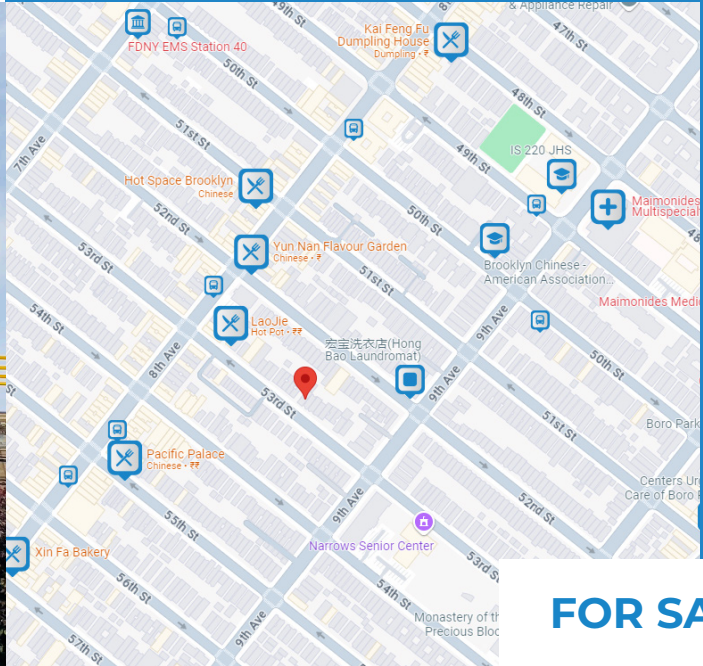 49th St
& Appliance Repair
8
Kai Feng Fu
Dumpling House
Dumpling • ₹
47th St
FDNY EMS Station 40
50th St
48th St
7th Ave
51st St
49th St
IS 220 JHS
Hot Space Brooklyn
Chinese
Maimonides
Multispecial
52nd St
50th St
48
Yun Nan Flavour Garden
Chinese • ₹
53rd St
51st St
Brooklyn Chinese -
American Association...
Maimonides Medi
54th St
LaoJie
Hot Pot • ₹₹
9th Ave
宏宝洗衣店(Hong
Bao Laundromat)
8th Ave
50th St
St
53rd St
9th Ave
51st St
Boro Park
Pacific Palace
Chinese • ₹₹
Centers Ur
Care of Boro P
52nd St
9th Ave
55th St
Xin Fa Bakery
Narrows Senior Center
53rd S
56th St
54th St
Monastery of th
Precious Bloo
FOR SA
57th St